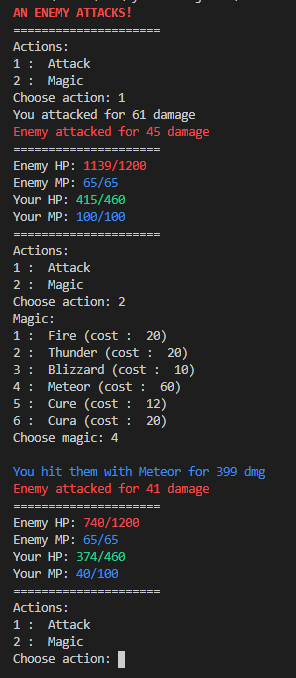 AN ENEMY ATTACKS!
=====================
Actions:
1 :  Attack
2 :  Magic
Choose action: 1
You attacked for 61 damage
Enemy attacked for 45 damage
=====================
Enemy HP: 1139/1200
Enemy MP: 65/65
Your HP: 415/460
Your MP: 100/100
=====================
Actions:
1 :  Attack
2 :  Magic
Choose action: 2
Magic:
1 :  Fire (cost :  20)
2 :  Thunder (cost :  20)
3 :  Blizzard (cost :  10)
4 :  Meteor (cost :  60)
5 :  Cure (cost :  12)
6 :  Cura (cost :  20)
Choose magic: 4
You hit them with Meteor for 399 dmg
Enemy attacked for 41 damage
=====================
Enemy HP: 740/1200
Enemy MP: 65/65
Your HP: 374/460
Your MP: 40/100
=====================
Actions:
1 :  Attack
2 :  Magic
Choose action: